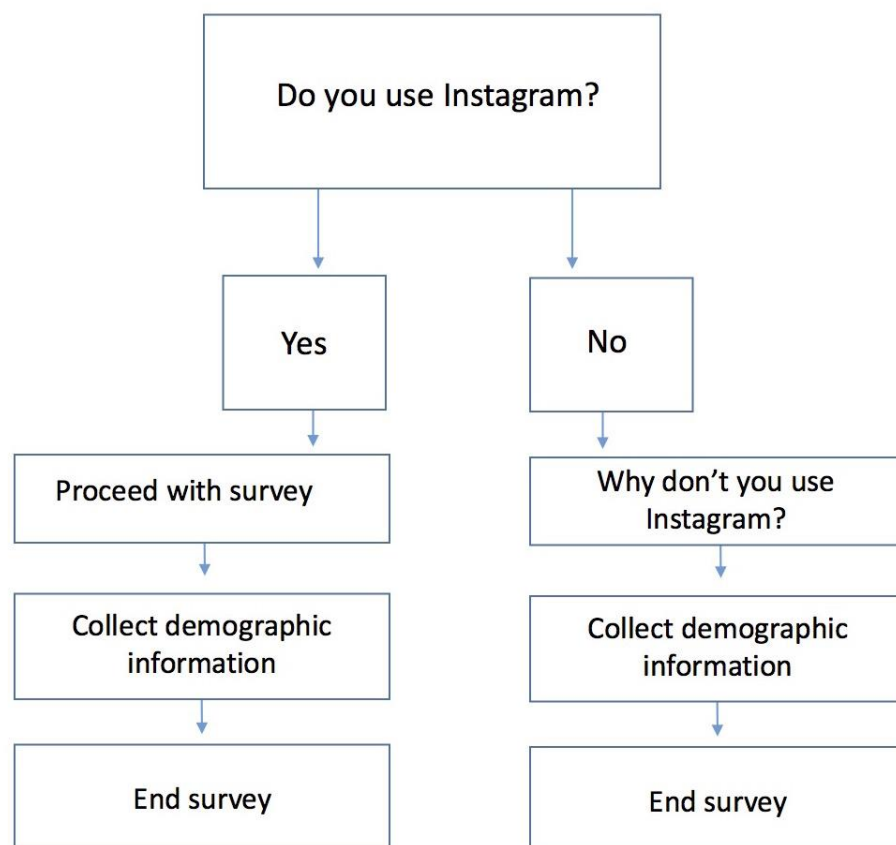 Do you use Instagram?
Yes
No
Proceed with survey
Why don’t you use
Instagram?
Collect demographic
information
Collect demographic
information
End survey
End survey